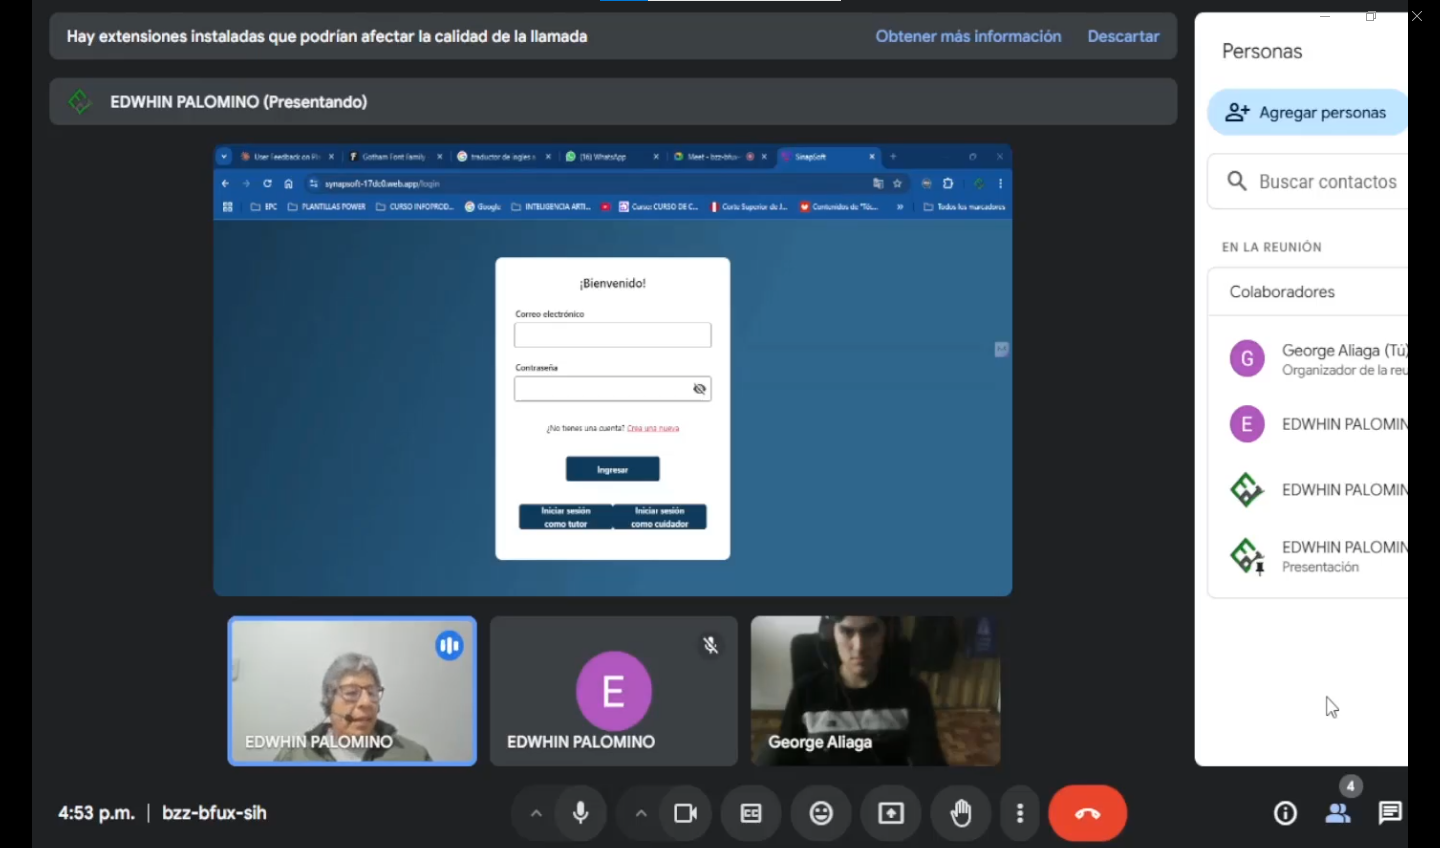 Hay extensiones instaladas que podrían afectar la calidad de la llamada
Obtener más información
Descartar
EDWHIN PALOMINO (Presentando)
User Feedback on
Gotham Font Family
traductor de ingles a
(16) WhatsApp
Meet - bzz-bfux-
SinapSoft
synapsoft-17dc0.web.app/login
EPC
PLANTILLAS POWER
CURSO INFOPROD...
Google
INTELIGENCIA ARTI...
Curso: CURSO DE C...
Corte Superior de J...
Contenidos de "Tóc...
»
Todos los marcadores
¡Bienvenido!
Correo electrónico
Contraseña
¿No tienes una cuenta? Crea una nueva
Ingresar
Iniciar sesión
como tutor
Iniciar sesión
como cuidador
EDWHIN PALOMINO
E
EDWHIN PALOMINO
George Aliaga
4:53 p.m. | bzz-bfux-sih
CC
Personas
Agregar personas
Buscar contactos
EN LA REUNIÓN
Colaboradores
G
George Aliaga (Tú)
Organizador de la reu
E
EDWHIN PALOMIN
EDWHIN PALOMIN
EDWHIN PALOMIN
Presentación
4